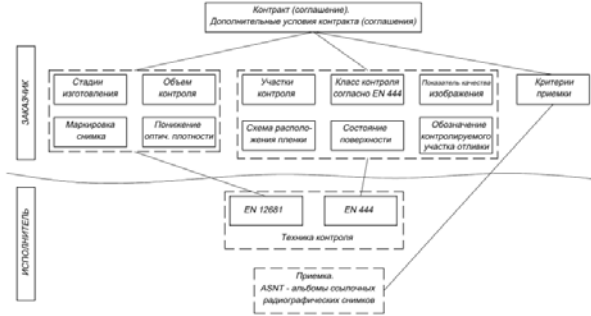 Контракт (соглашение).
Дополнительные условия контракта (соглашения)
ЗАКАЗЧИК
Стадии
изготовления
Объем
контроля
Участки
контроля
Класс контроля
согласно EN 444
Показатель качества
изображения
Критерии
приемки
Маркировка
снимка
Понижение
оптич. плотности
Схема располо-
жения пленки
Состояние
поверхности
Обозначение
контролируемого
участка отливки
ИСПОЛНИТЕЛЬ
EN 12681
EN 444
Техника контроля
Приемка.
ASNT - альбомы ссылочных
радиографических снимков